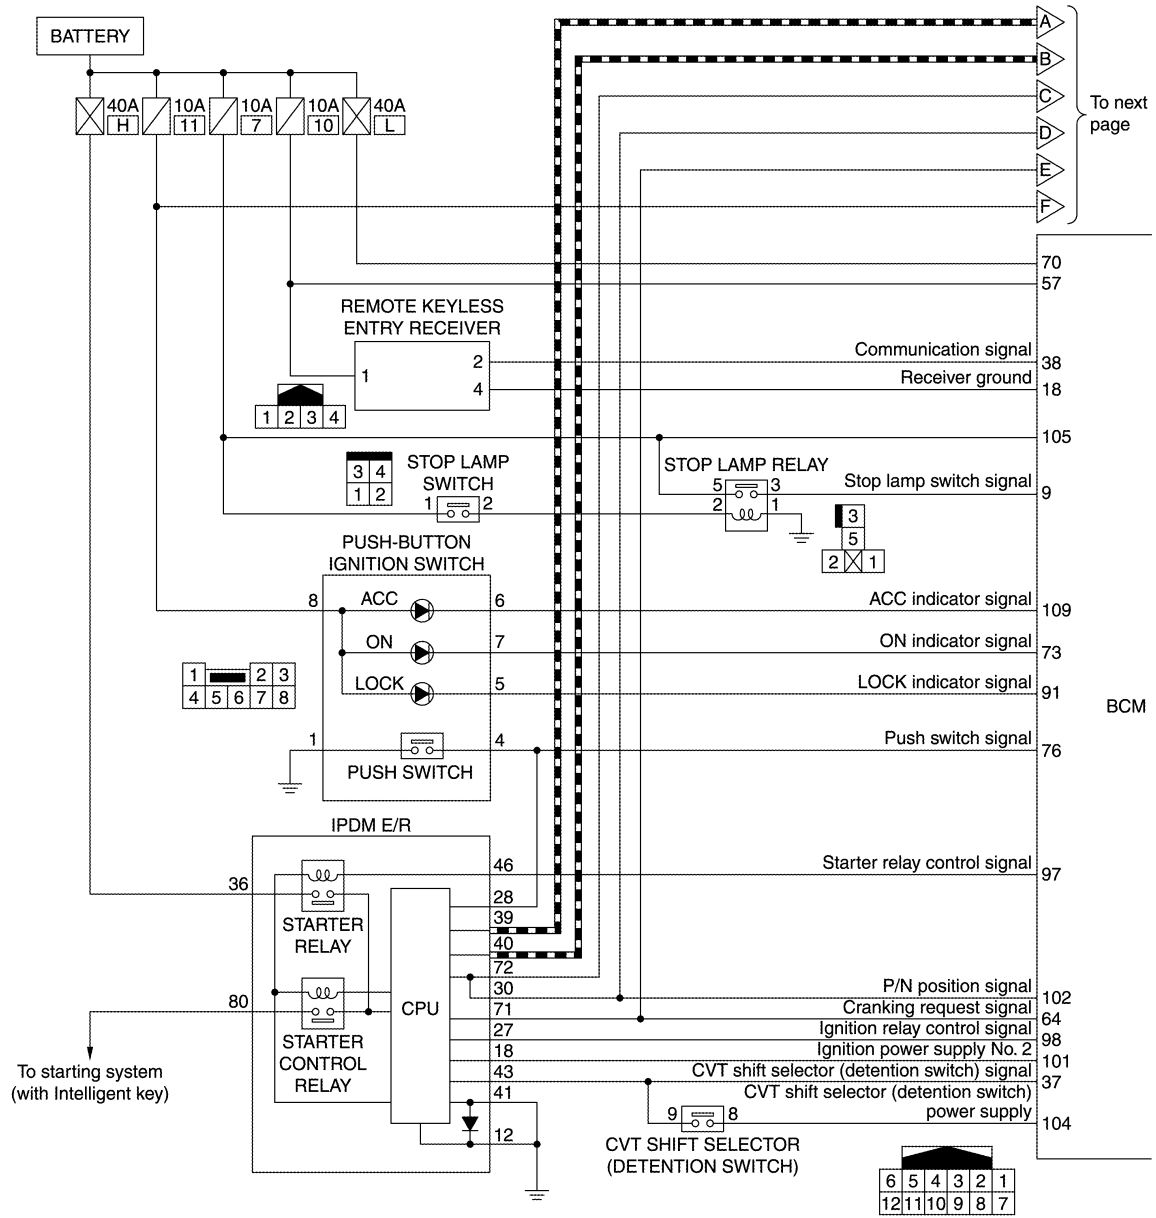 A
BATTERY
B
C
To next
page
40A
H
10A
11
10A
7
10A
10
40A
L
D
E
F
70
57
REMOTE KEYLESS
ENTRY RECEIVER
Communication signal
2
38
1
Receiver ground
4
18
1 2 3 4
105
STOP LAMP
SWITCH
3 4
1 2
1
2
STOP LAMP RELAY
5
3
2
1
Stop lamp switch signal
9
3
5
2
1
PUSH-BUTTON
IGNITION SWITCH
8
ACC
6
ACC indicator signal
109
ON
7
ON indicator signal
73
1 2 3
4 5 6 7 8
LOCK
5
LOCK indicator signal
91
BCM
1
4
Push switch signal
76
PUSH SWITCH
IPDM E/R
46
Starter relay control signal
97
36
28
STARTER
RELAY
39
40
72
30
P/N position signal
102
80
CPU
71
Cranking request signal
64
27
Ignition relay control signal
98
STARTER
CONTROL
RELAY
18
Ignition power supply No. 2
101
To starting system
(with Intelligent key)
43
CVT shift selector (detention switch) signal
37
41
CVT shift selector (detention switch)
power supply
9
8
104
12
CVT SHIFT SELECTOR
(DETENTION SWITCH)
6 5 4 3 2 1
12 11 10 9 8 7